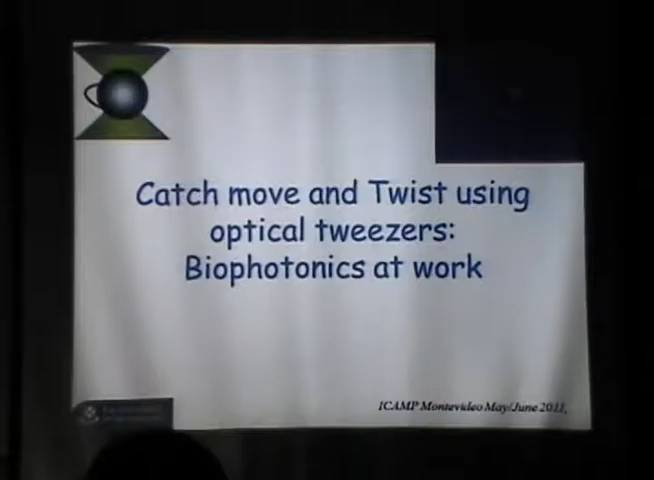 Catch move and Twist using
optical tweezers:
Biophotonics at work
ICAMP Montevideo May/June 2011,